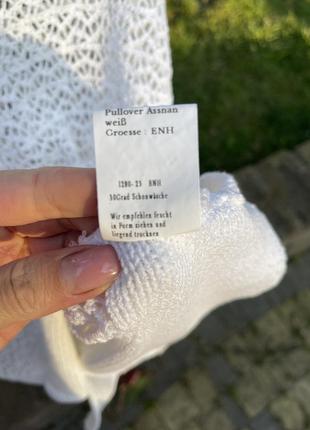 Pullover Assnan
weiß
Groesse : ENH
1280-25 ENH
30Grad Schonwäsche
Wir empfehlen feucht
in Form ziehen und
liegend trocknen